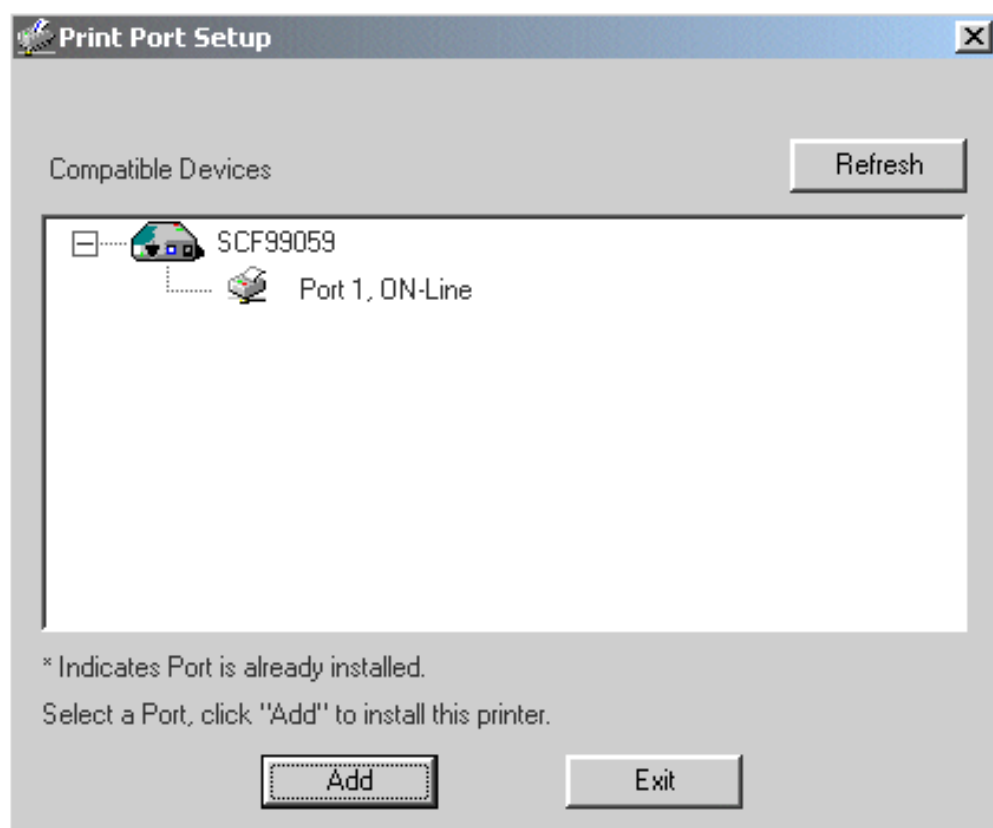 Print Port Setup
Compatible Devices
Refresh
SCF99059
Port 1, ON-Line
* Indicates Port is already installed.
Select a Port, click "Add" to install this printer.
Add
Exit